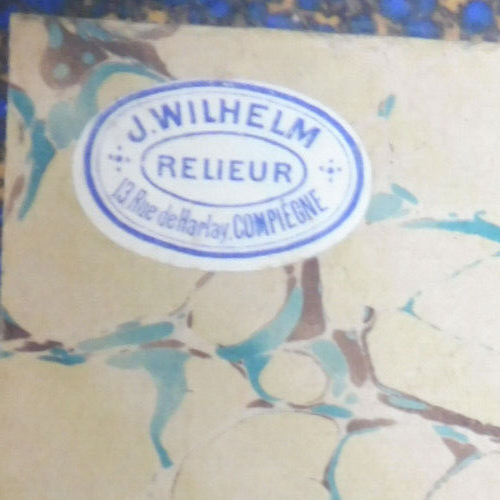 J. WILHELM
RELIEUR
13, Rue de Harlay, COMPIÈGNE